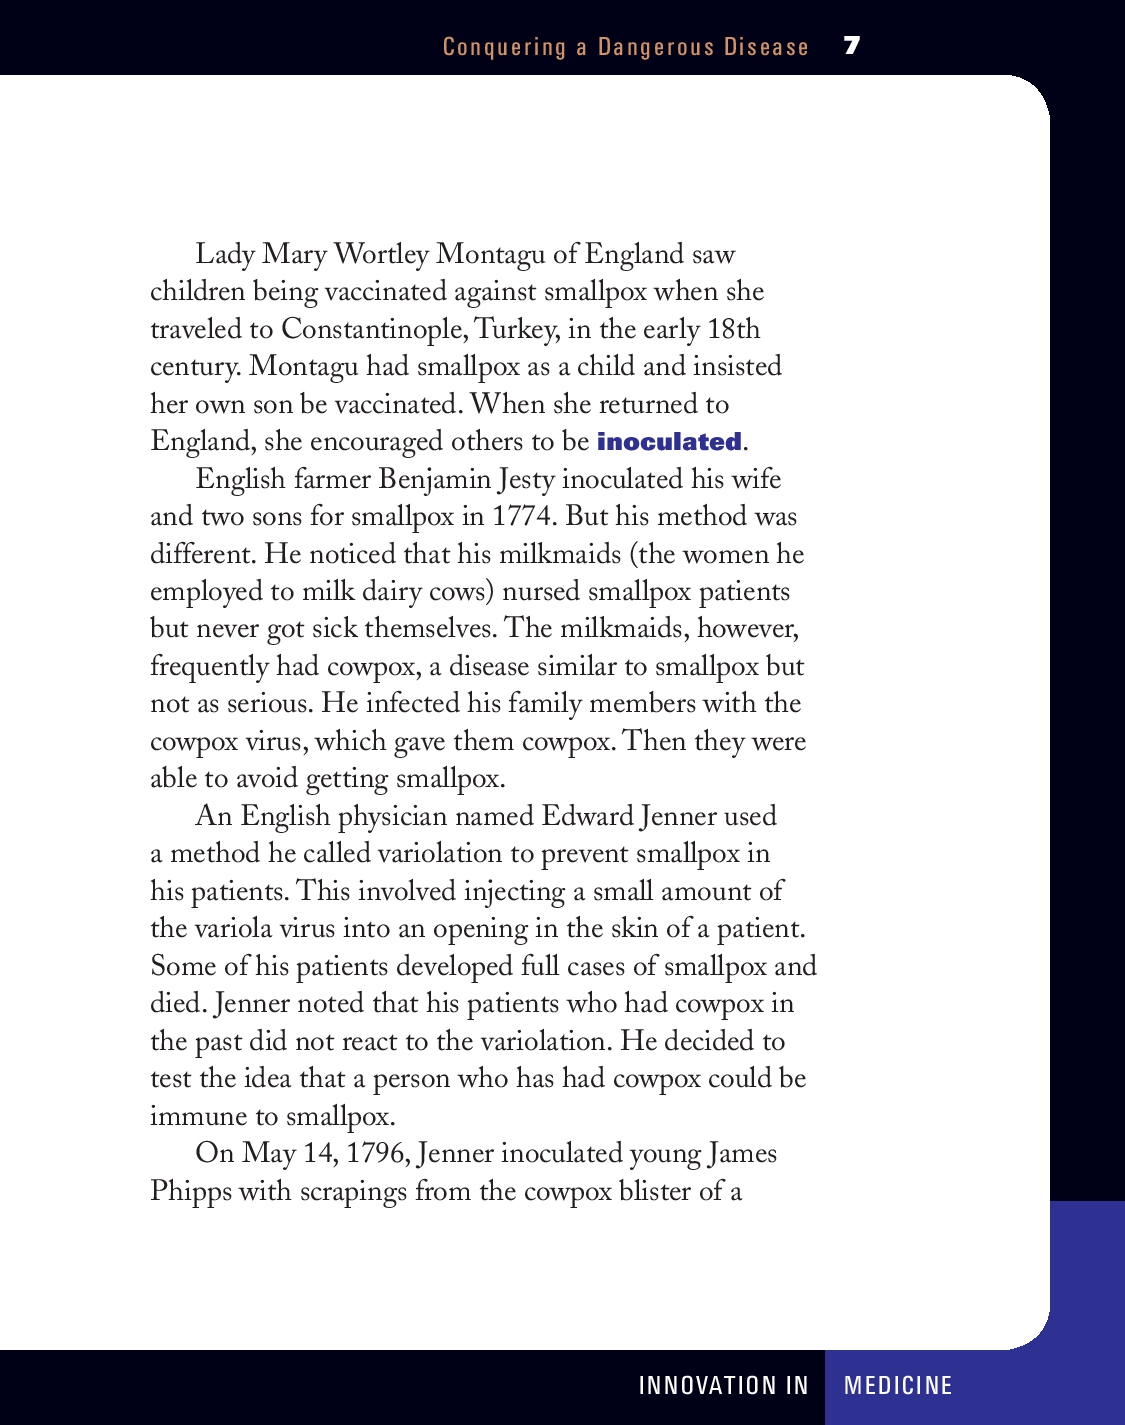 Conquering a Dangerous Disease 7
Lady Mary Wortley Montagu of England saw
children being vaccinated against smallpox when she
traveled to Constantinople, Turkey, in the early 18th
century. Montagu had smallpox as a child and insisted
her own son be vaccinated. When she returned to
England, she encouraged others to be inoculated.
English farmer Benjamin Jesty inoculated his wife
and two sons for smallpox in 1774. But his method was
different. He noticed that his milkmaids (the women he
employed to milk dairy cows) nursed smallpox patients
but never got sick themselves. The milkmaids, however,
frequently had cowpox, a disease similar to smallpox but
not as serious. He infected his family members with the
cowpox virus, which gave them cowpox. Then they were
able to avoid getting smallpox.
An English physician named Edward Jenner used
a method he called variolation to prevent smallpox in
his patients. This involved injecting a small amount of
the variola virus into an opening in the skin of a patient.
Some of his patients developed full cases of smallpox and
died. Jenner noted that his patients who had cowpox in
the past did not react to the variolation. He decided to
test the idea that a person who has had cowpox could be
immune to smallpox.
On May 14, 1796, Jenner inoculated young James
Phipps with scrapings from the cowpox blister of a
INNOVATION IN MEDICINE